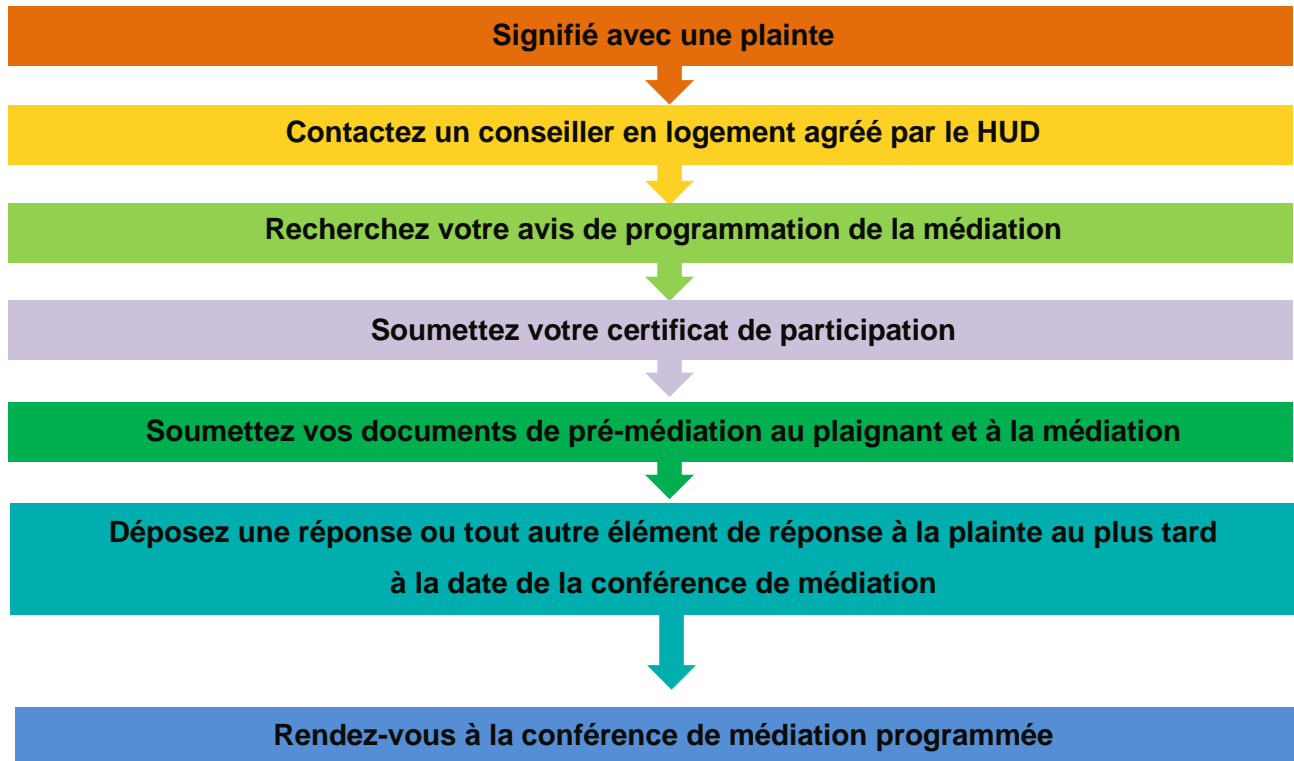 Signifié avec une plainte
Contactez un conseiller en logement agréé par le HUD
Recherchez votre avis de programmation de la médiation
Soumettez votre certificat de participation
Soumettez vos documents de pré-médiation au plaignant et à la médiation
Déposez une réponse ou tout autre élément de réponse à la plainte au plus tard
à la date de la conférence de médiation
Rendez-vous à la conférence de médiation programmée